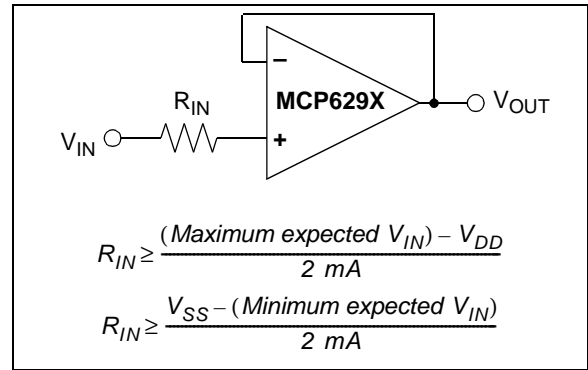 −
MCP629X
V_OUT
R_IN
V_IN
+
R_IN ≥ (Maximum expected V_IN) – V_DD / 2 mA
R_IN ≥ V_SS – (Minimum expected V_IN) / 2 mA